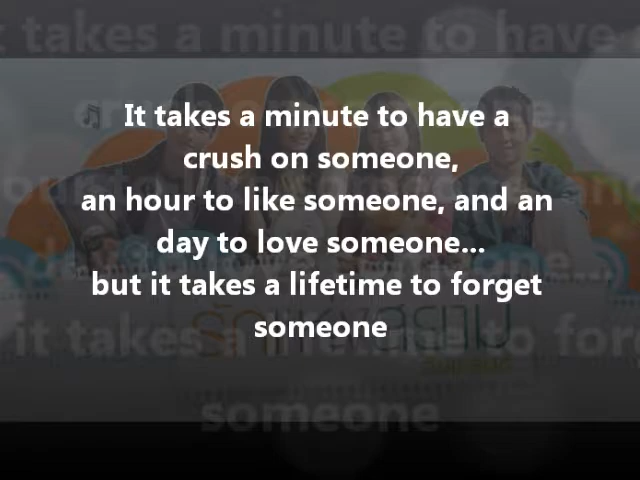 It takes a minute to have a
crush on someone,
an hour to like someone, and an
day to love someone...
but it takes a lifetime to forget
someone